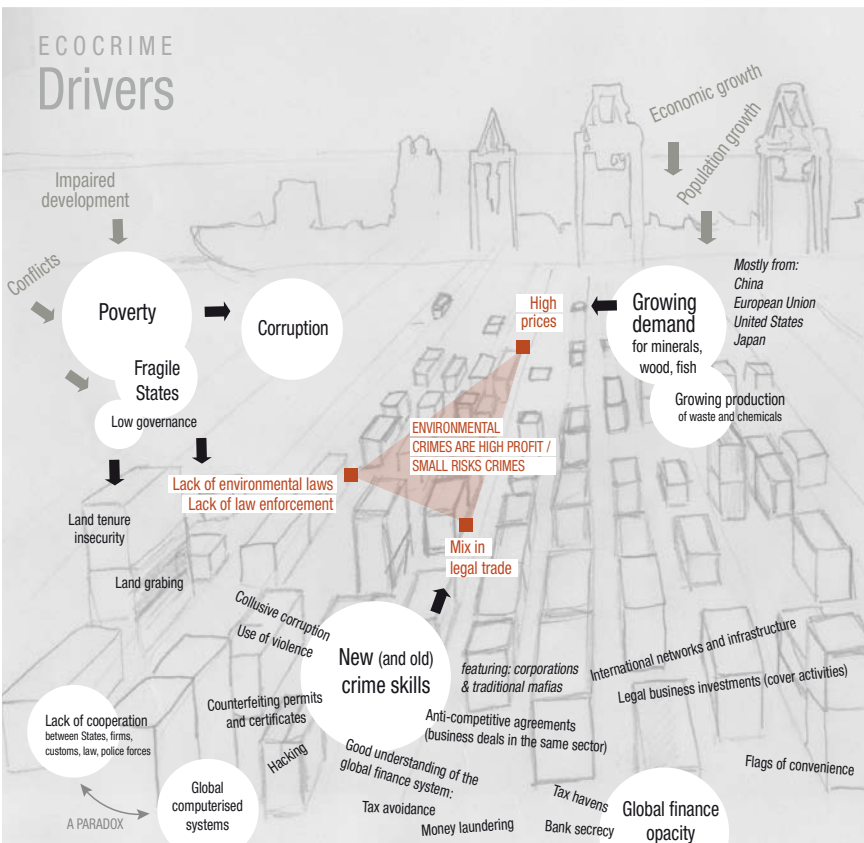 ECOCRIME
Drivers
Economic growth
Population growth
Impaired
development
Conflicts
Poverty
Corruption
Fragile
States
Low governance
High
prices
Growing
demand
for minerals,
wood, fish
Mostly from:
China
European Union
United States
Japan
Growing production
of waste and chemicals
ENVIRONMENTAL
CRIMES ARE HIGH PROFIT /
SMALL RISKS CRIMES
Lack of environmental laws
Lack of law enforcement
Land tenure
insecurity
Land grabing
Mix in
legal trade
Collusive corruption
Use of violence
New (and old)
crime skills
featuring: corporations
& traditional mafias
International networks and infrastructure
Legal business investments (cover activities)
Counterfeiting permits
and certificates
Anti-competitive agreements
(business deals in the same sector)
Hacking
Good understanding of the
global finance system:
Tax avoidance
Money laundering
Flags of convenience
Tax havens
Bank secrecy
Global finance
opacity
Lack of cooperation
between States, firms,
customs, law, police forces
Global
computerised
systems
A PARADOX